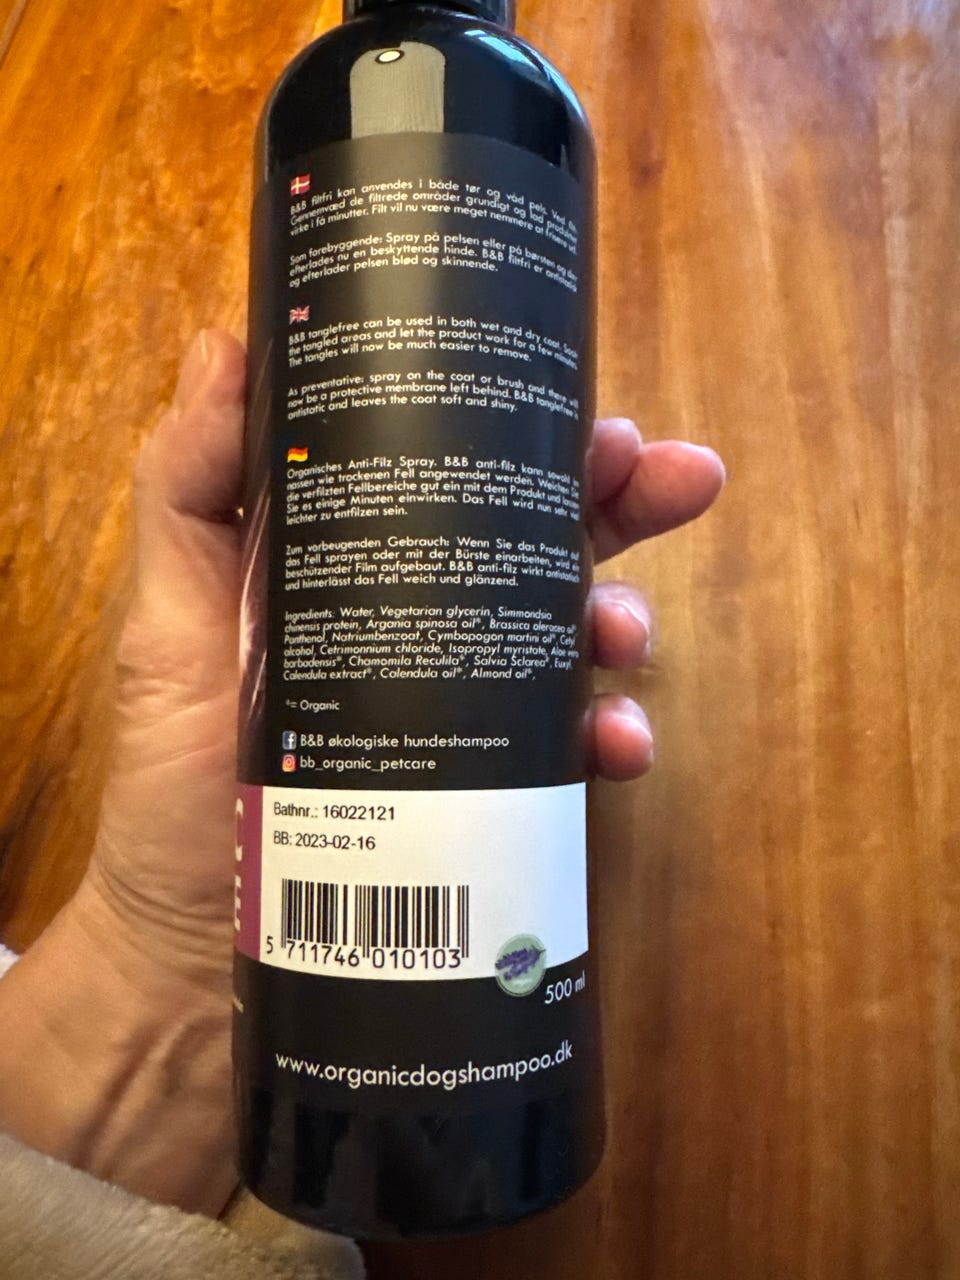 B&B filtfri kan anvendes i både tør og våd pels. Ved filt:
Gennemvæd de filtrede områder grundigt og lad produktet
virke i få minutter. Filt vil nu være meget nemmere at frisere ud.
Som forebyggende: Spray på pelsen eller på børsten og der
efterlades nu en beskyttende hinde. B&B filtfri er antistatisk
og efterlader pelsen blød og skinnende.
B&B tanglefree can be used in both wet and dry coat. Soak
the tangled areas and let the product work for a few minutes.
The tangles will now be much easier to remove.
As preventative: spray on the coat or brush and there will
now be a protective membrane left behind. B&B tanglefree is
antistatic and leaves the coat soft and shiny.
Organisches Anti-Filz Spray. B&B anti-filz kann sowohl im
nassen wie trockenen Fell angewendet werden. Weichen Sie
die verfilzten Fellbereiche gut ein mit dem Produkt und lassen
Sie es einige Minuten einwirken. Das Fell wird nun sehr viel
leichter zu entfilzen sein.
Zum vorbeugenden Gebrauch: Wenn Sie das Produkt auf
das Fell sprayen oder mit der Bürste einarbeiten, wird ein
beschützender Film aufgebaut. B&B anti-filz wirkt antistatisch
und hinterlässt das Fell weich und glänzend.
Ingredients: Water, Vegetarian glycerin, Simmondsia
chinensis protein, Argania spinosa oil*, Brassica oleracea oil*
Panthenol, Natriumbenzoat, Cymbopogon martini oil*, Cetyl
alcohol, Cetrimonnium chloride, Isopropyl myristate, Aloe vera
barbadensis*, Chamomila Reculila*, Salvia Sclarea*, Euxyl,
Calendula extract*, Calendula oil*, Almond oil*,
*= Organic
B&B økologiske hundeshampoo
bb_organic_petcare
Bathnr.: 16022121
BB: 2023-02-16
5 711746 010103
500 ml
www.organicdogshampoo.dk